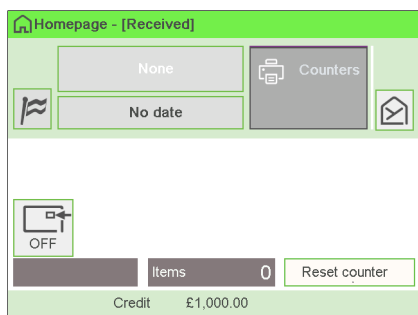 Homepage - [Received]
None
Counters
No date
OFF
Items 0
Reset counter
Credit £1,000.00